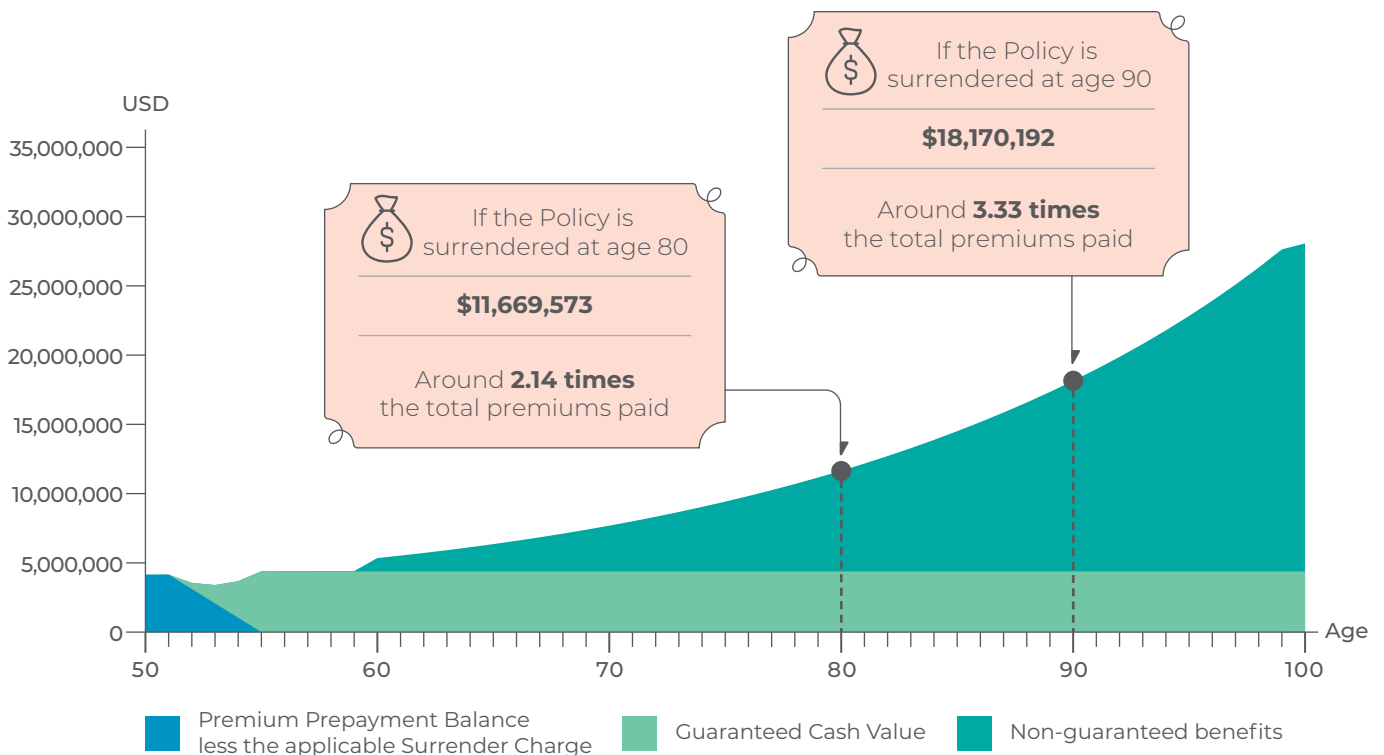 If the Policy is
surrendered at age 90
$18,170,192
Around 3.33 times
the total premiums paid
If the Policy is
surrendered at age 80
$11,669,573
Around 2.14 times
the total premiums paid
USD
35,000,000
30,000,000
25,000,000
20,000,000
15,000,000
10,000,000
5,000,000
0
50 60 70 80 90 100
Age
Premium Prepayment Balance
less the applicable Surrender Charge
Guaranteed Cash Value
Non-guaranteed benefits